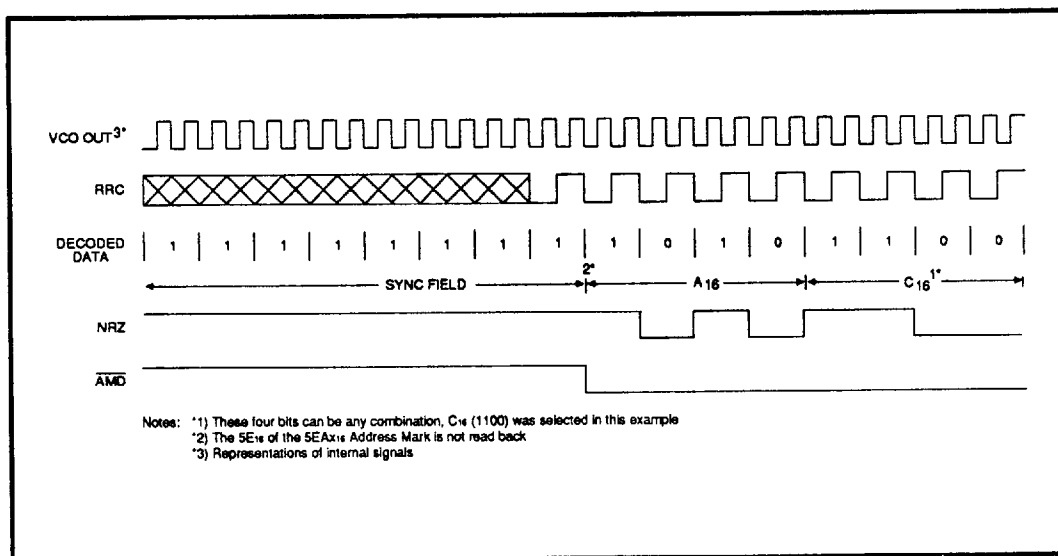 VCO OUT3*
RRC
DECODED DATA
1 1 1 1 1 1 1 1 1 0 1 0 1 1 0 0
2*
SYNC FIELD A16 C16 1*
NRZ
AMD
Notes: *1) These four bits can be any combination, C16 (1100) was selected in this example
*2) The 5E16 of the 5EAx16 Address Mark is not read back
*3) Representations of internal signals